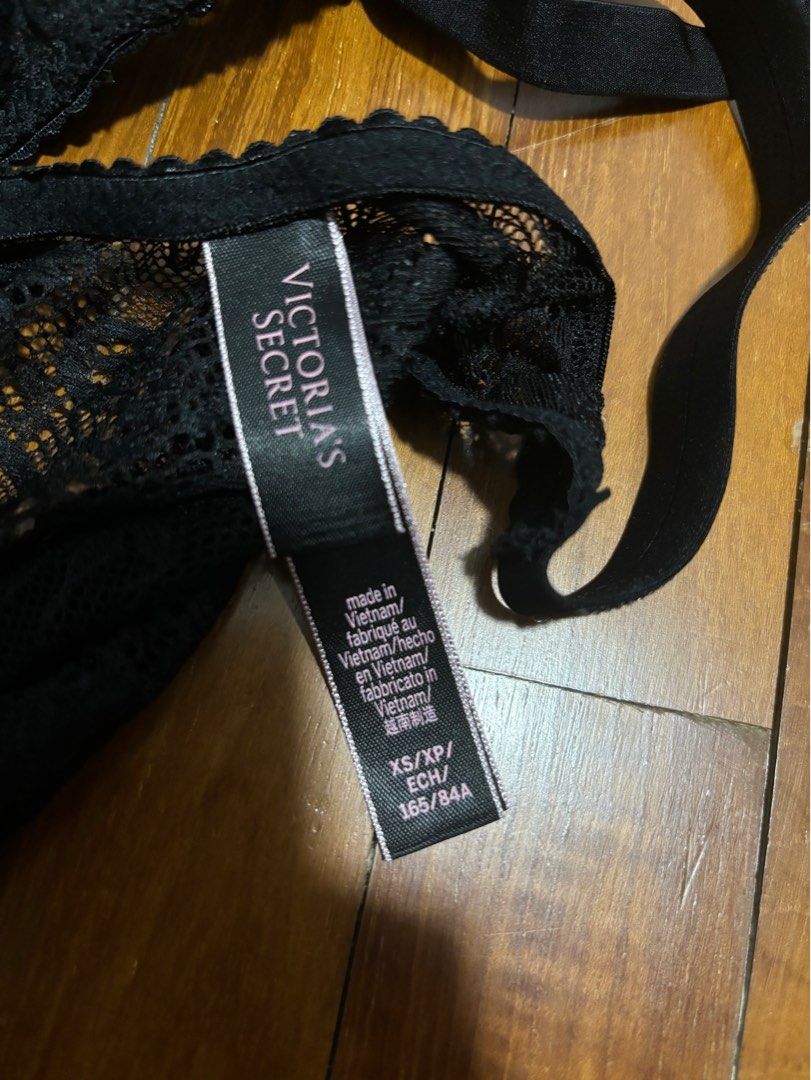 VICTORIA'S
SECRET
made in
Vietnam/
fabriqué au
Vietnam/hecho
en Vietnam/
fabbricato in
Vietnam/
越南制造
XS/XP/
ECH/
165/84A